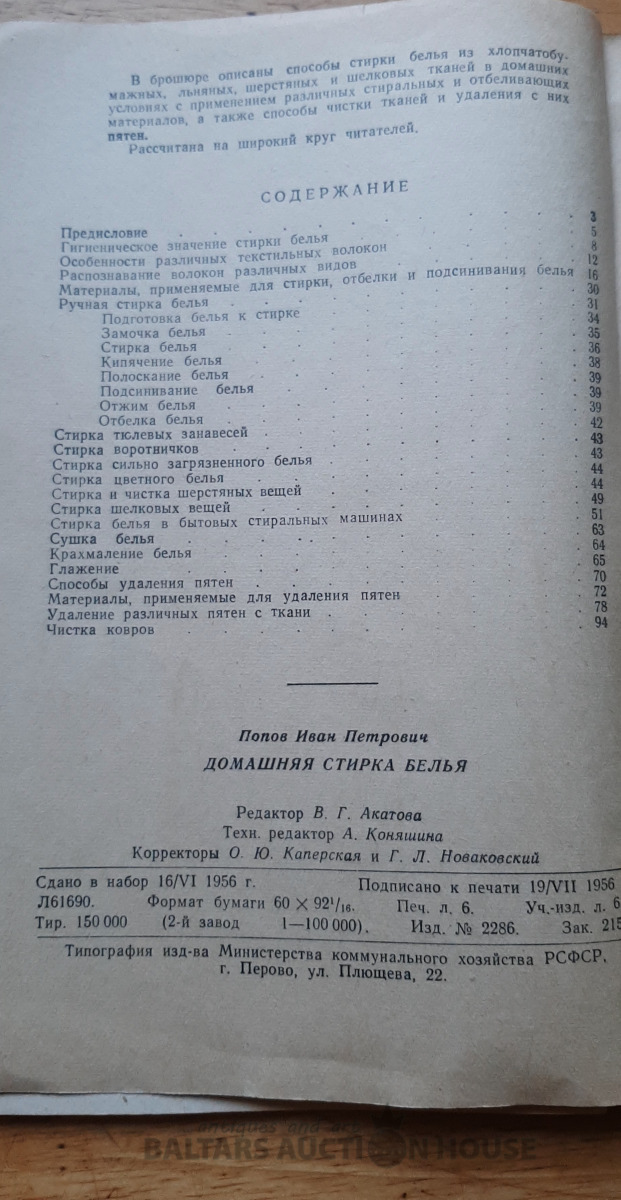 В брошюре описаны способы стирки белья из хлопчатобу-
мажных, льняных, шерстяных и шелковых тканей в домашних
условиях с применением различных стиральных и отбеливающих
материалов, а также способы чистки тканей и удаления с них
пятен.
Рассчитана на широкий круг читателей.
СОДЕРЖАНИЕ
Предисловие 3
Гигиеническое значение стирки белья 5
Особенности различных текстильных волокон 8
Распознавание волокон различных видов 12
Материалы, применяемые для стирки, отбелки и подсинивания белья 16
Ручная стирка белья 30
Подготовка белья к стирке 31
Замочка белья 34
Стирка белья 35
Кипячение белья 36
Полоскание белья 38
Подсинивание белья 39
Отжим белья 39
Отбелка белья 39
Стирка тюлевых занавесей 42
Стирка воротничков 43
Стирка сильно загрязненного белья 43
Стирка цветного белья 44
Стирка и чистка шерстяных вещей 44
Стирка шелковых вещей 49
Стирка белья в бытовых стиральных машинах 51
Сушка белья 63
Крахмаление белья 64
Глажение 65
Способы удаления пятен 70
Материалы, применяемые для удаления пятен 72
Удаление различных пятен с ткани 78
Чистка ковров 94
Попов Иван Петрович
ДОМАШНЯЯ СТИРКА БЕЛЬЯ
Редактор В. Г. Акатова
Техн. редактор А. Коняшина
Корректоры О. Ю. Каперская и Г. Л. Новаковский
Сдано в набор 16/VI 1956 г. Подписано к печати 19/VII 1956
Л61690. Формат бумаги 60 × 92¹/₁₆. Печ. л. 6. Уч.-изд. л. 6
Тир. 150 000 (2-й завод 1—100 000). Изд. № 2286. Зак. 215
Типография изд-ва Министерства коммунального хозяйства РСФСР,
г. Перово, ул. Плющева, 22.
antiques and art
BALTARS AUCTION HOUSE